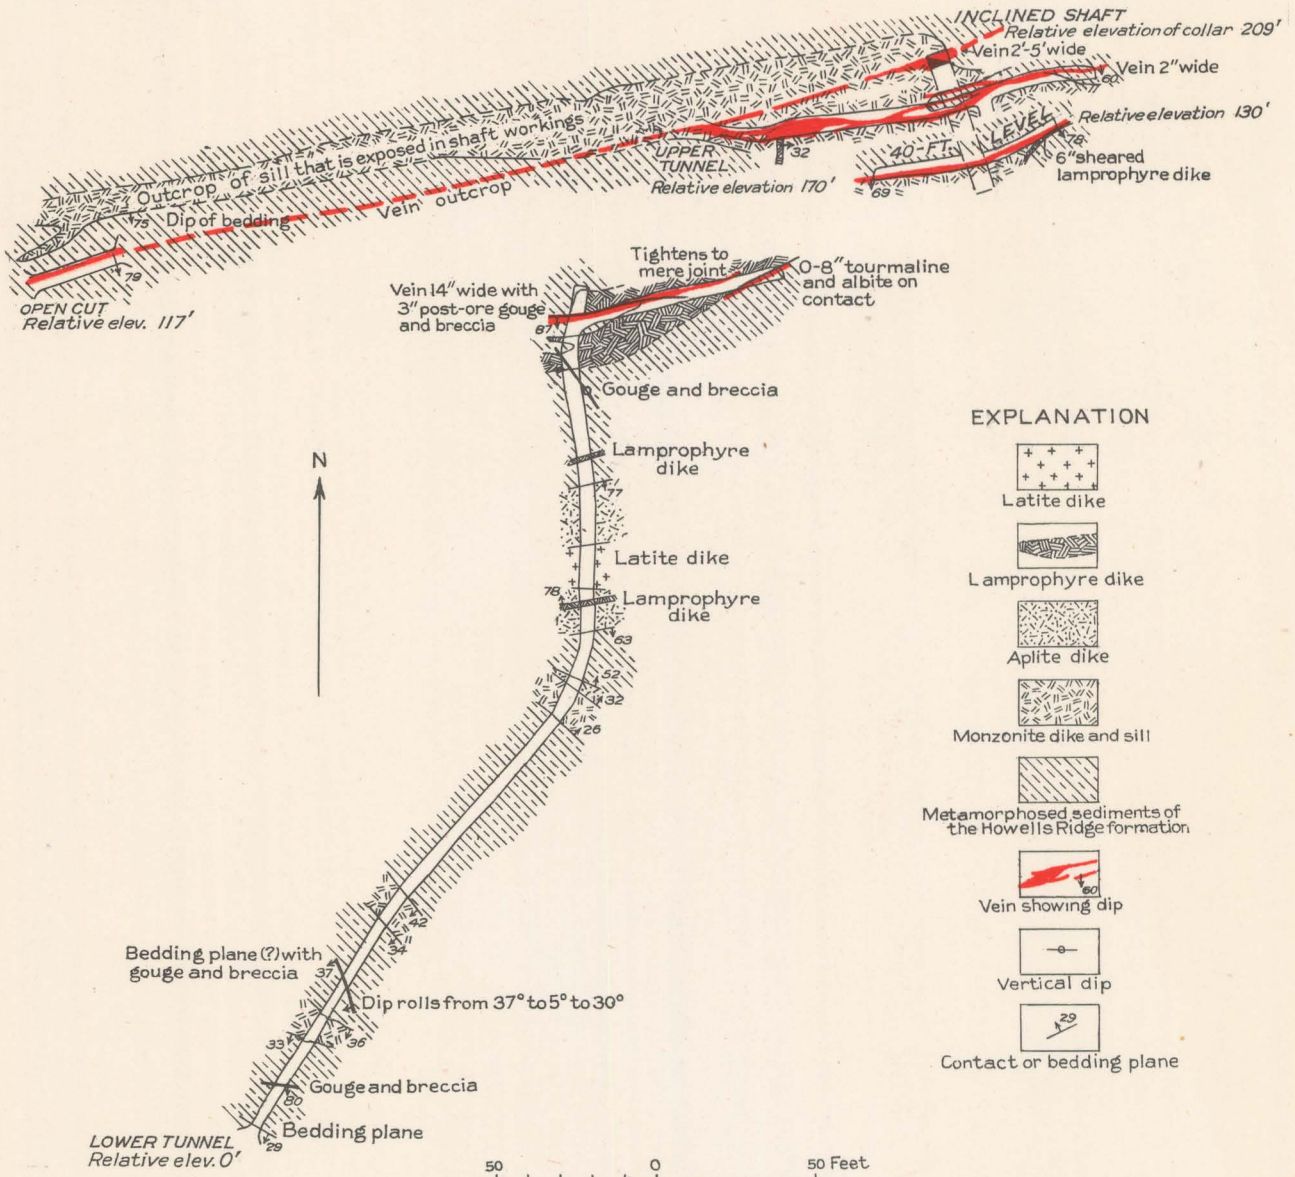 INCLINED SHAFT
Relative elevation of collar 209'
Vein 2'-5' wide
Vein 2" wide
60
Relative elevation 130'
Outcrop of sill that is exposed in shaft workings
UPPER
TUNNEL
Relative elevation 170'
32
40-FT. LEVEL
78
6" sheared
lamprophyre dike
69
75
Dip of bedding
Vein outcrop
79
OPEN CUT
Relative elev. 117'
Tightens to
mere joint
0-8" tourmaline
and albite on
contact
Vein 14" wide with
3" post-ore gouge
and breccia
67
Gouge and breccia
N
Lamprophyre
dike
77
Latite dike
78
Lamprophyre
dike
63
52
32
26
42
34
Bedding plane (?) with
gouge and breccia
37
Dip rolls from 37° to 5° to 30°
33
36
Gouge and breccia
80
Bedding plane
29
LOWER TUNNEL
Relative elev. 0'
50
0
50 Feet
EXPLANATION
Latite dike
Lamprophyre dike
Aplite dike
Monzonite dike and sill
Metamorphosed sediments of
the Howells Ridge formation
60
Vein showing dip
Vertical dip
29
Contact or bedding plane